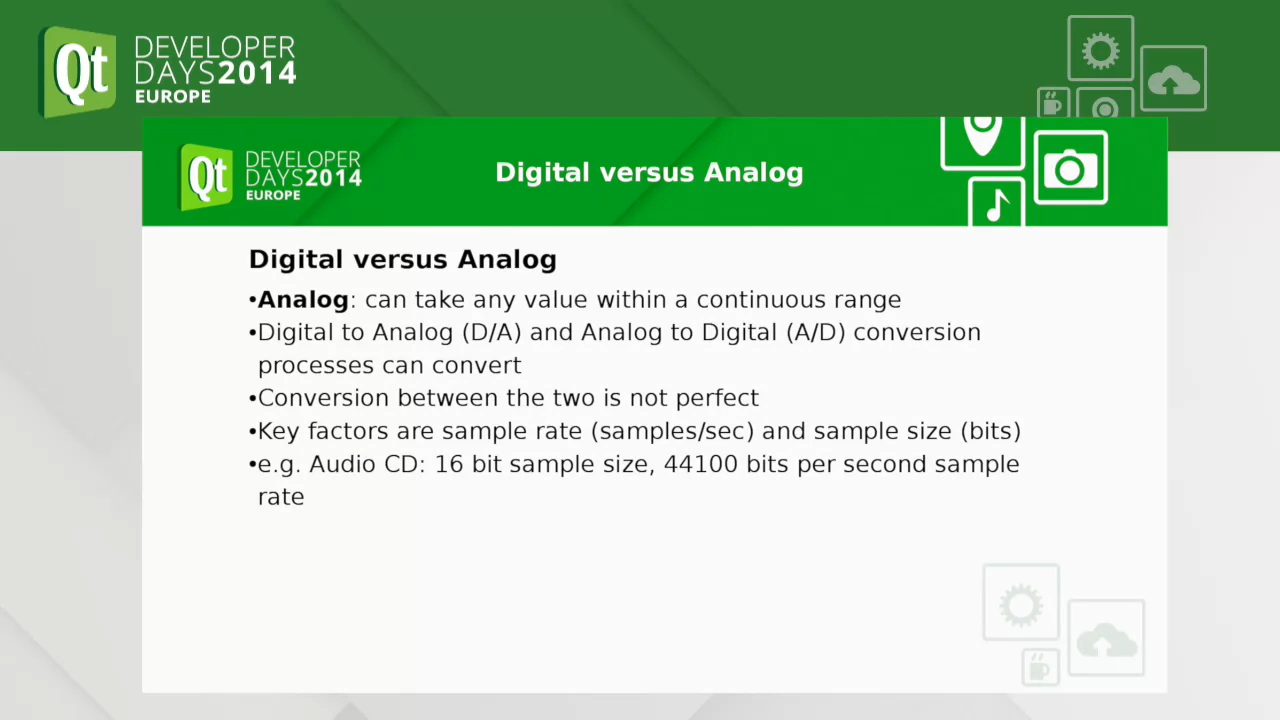 Qt
DEVELOPER
DAYS2014
EUROPE
Qt
DEVELOPER
DAYS2014
EUROPE
Digital versus Analog
Digital versus Analog
•Analog: can take any value within a continuous range
•Digital to Analog (D/A) and Analog to Digital (A/D) conversion
processes can convert
•Conversion between the two is not perfect
•Key factors are sample rate (samples/sec) and sample size (bits)
•e.g. Audio CD: 16 bit sample size, 44100 bits per second sample
rate